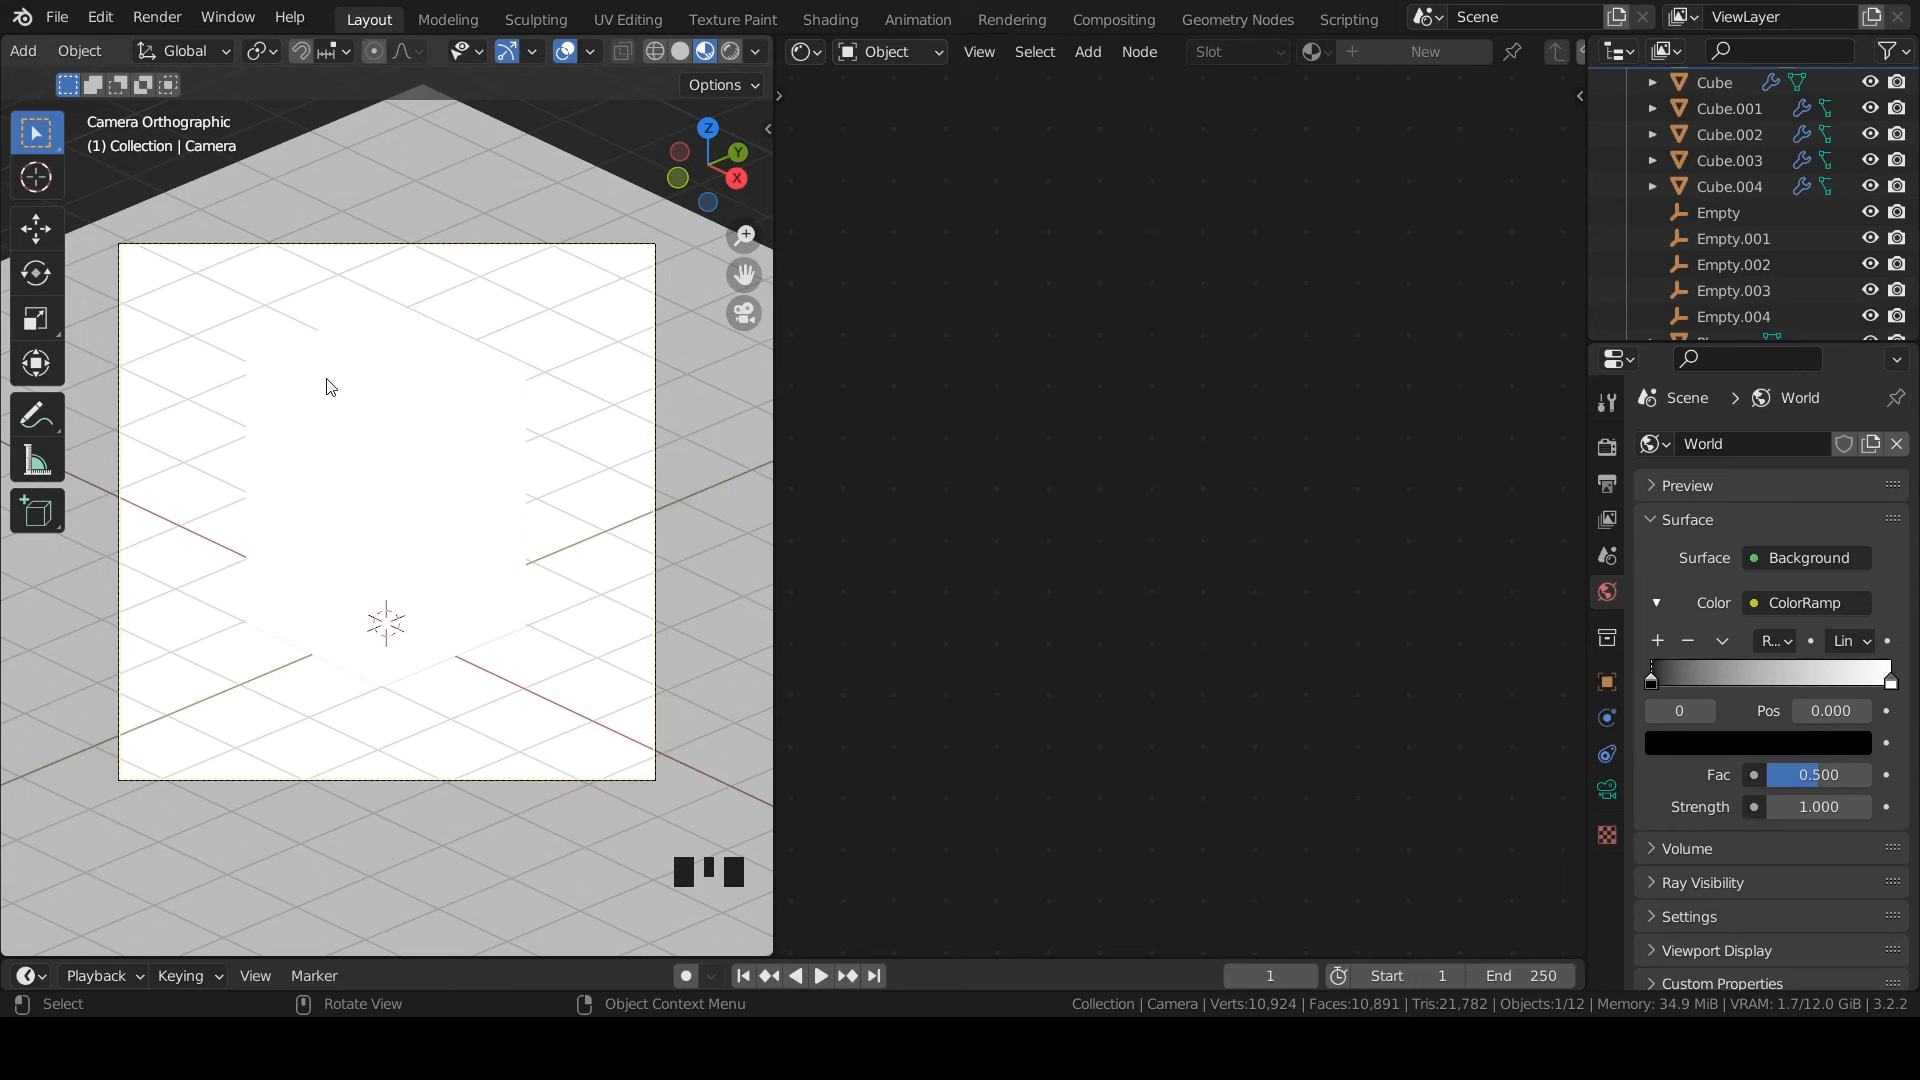 File Edit Render Window Help Layout Modeling Sculpting UV Editing Texture Paint Shading Animation Rendering Compositing Geometry Nodes Scripting Scene ViewLayer
Add Object Global Object View Select Add Node Slot New
Options
Camera Orthographic
(1) Collection | Camera
Z
Y
X
Cube
Cube.001
Cube.002
Cube.003
Cube.004
Empty
Empty.001
Empty.002
Empty.003
Empty.004
Scene World
World
Preview
Surface
Surface Background
Color ColorRamp
R... Lin
0 Pos 0.000
Fac 0.500
Strength 1.000
Volume
Ray Visibility
Settings
Viewport Display
Custom Properties
Playback Keying View Marker 1 Start 1 End 250
Select Rotate View Object Context Menu Collection | Camera | Verts:10,924 | Faces:10,891 | Tris:21,782 | Objects:1/12 | Memory: 34.9 MiB | VRAM: 1.7/12.0 GiB | 3.2.2